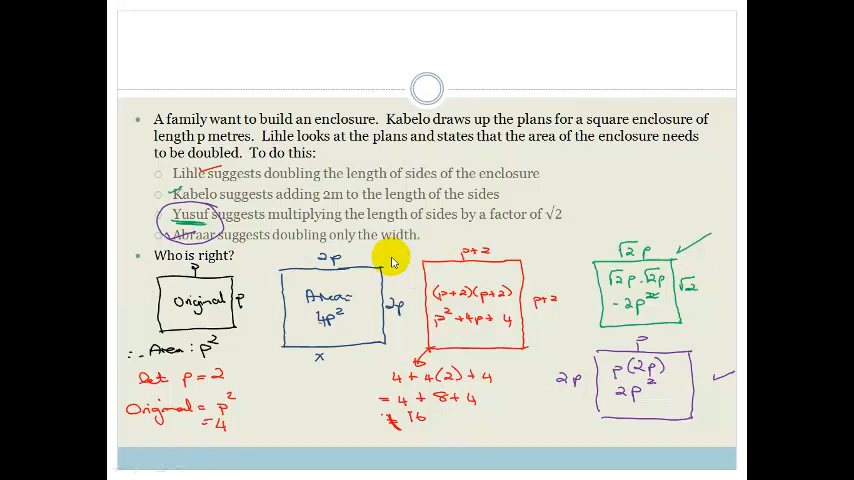 A family want to build an enclosure. Kabelo draws up the plans for a square enclosure of
length p metres. Lihle looks at the plans and states that the area of the enclosure needs
to be doubled. To do this:
Lihle suggests doubling the length of sides of the enclosure
Kabelo suggests adding 2m to the length of the sides
Yusuf suggests multiplying the length of sides by a factor of √2
Abraar suggests doubling only the width.
Who is right?
p
Original
p
∴ Area: p²
let p = 2
Original = p²
= 4
2p
Area=
4p²
2p
x
p+2
(p+2)(p+2)
p²+4p+4
p+2
4 + 4(2) + 4
= 4 + 8 + 4
= 16
√2 p
√2p . √2p
2p²
√2
p
2p
p(2p)
2p²